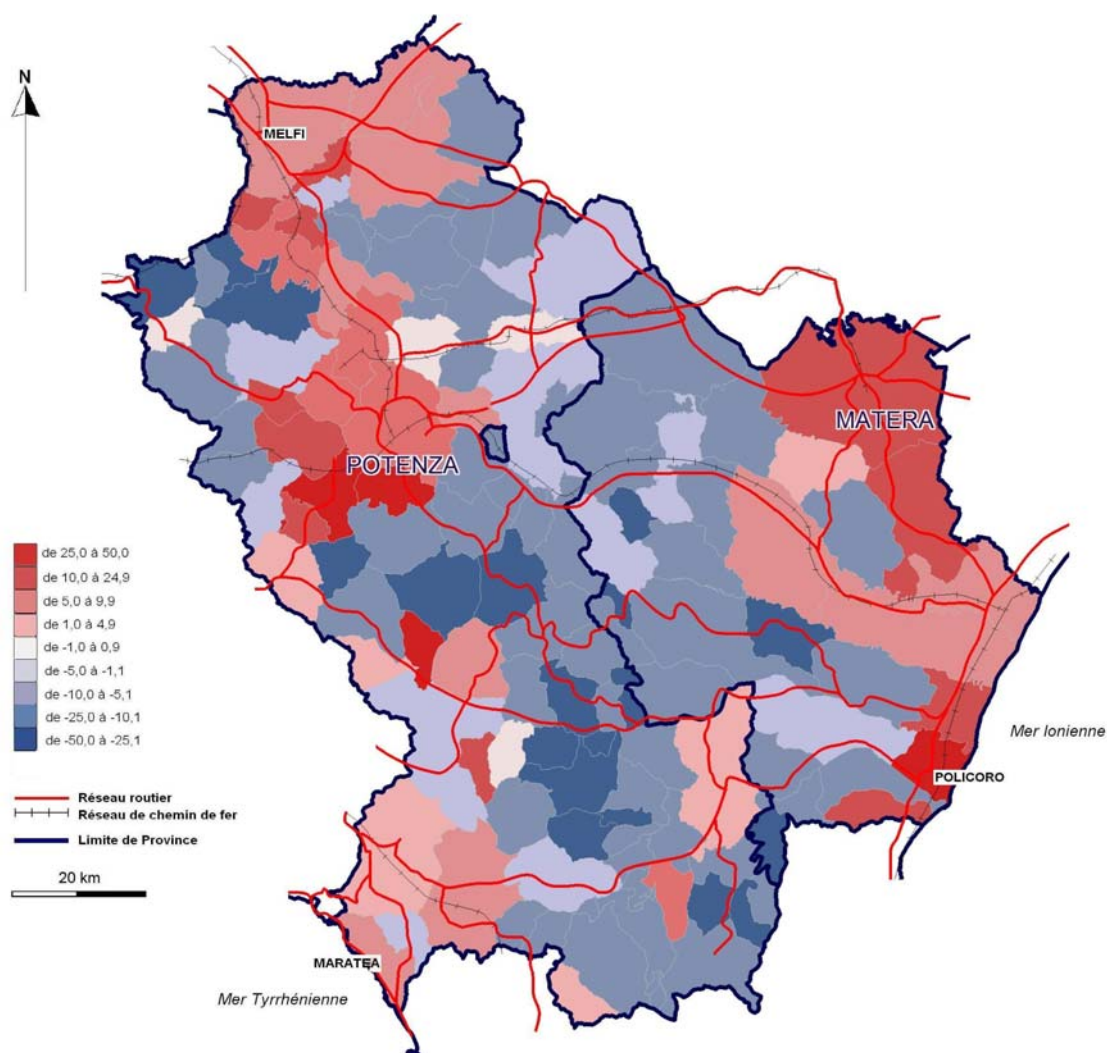 N
MELFI
MATERA
POTENZA
de 25,0 à 50,0
de 10,0 à 24,9
de 5,0 à 9,9
de 1,0 à 4,9
de -1,0 à 0,9
de -5,0 à -1,1
de -10,0 à -5,1
de -25,0 à -10,1
de -50,0 à -25,1
Mer Ionienne
POLICORO
Réseau routier
Réseau de chemin de fer
Limite de Province
20 km
MARATEA
Mer Tyrrhénienne